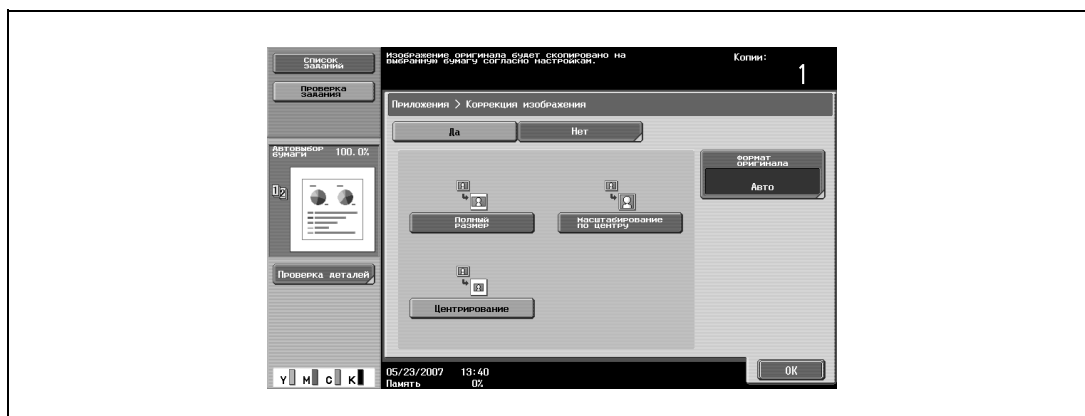 Список
заданий
Проверка
задания
Изображение оригинала будет скопировано на
выбранную бумагу согласно настройкам.
Копии:
1
Приложения > Коррекция изображения
Да
Нет
Автовыбор
бумаги
100.0%
1 2
Формат
оригинала
Авто
Полный
размер
Масштабирование
по центру
Проверка деталей
Центрирование
Y M C K
05/23/2007 13:40
Память 0%
OK